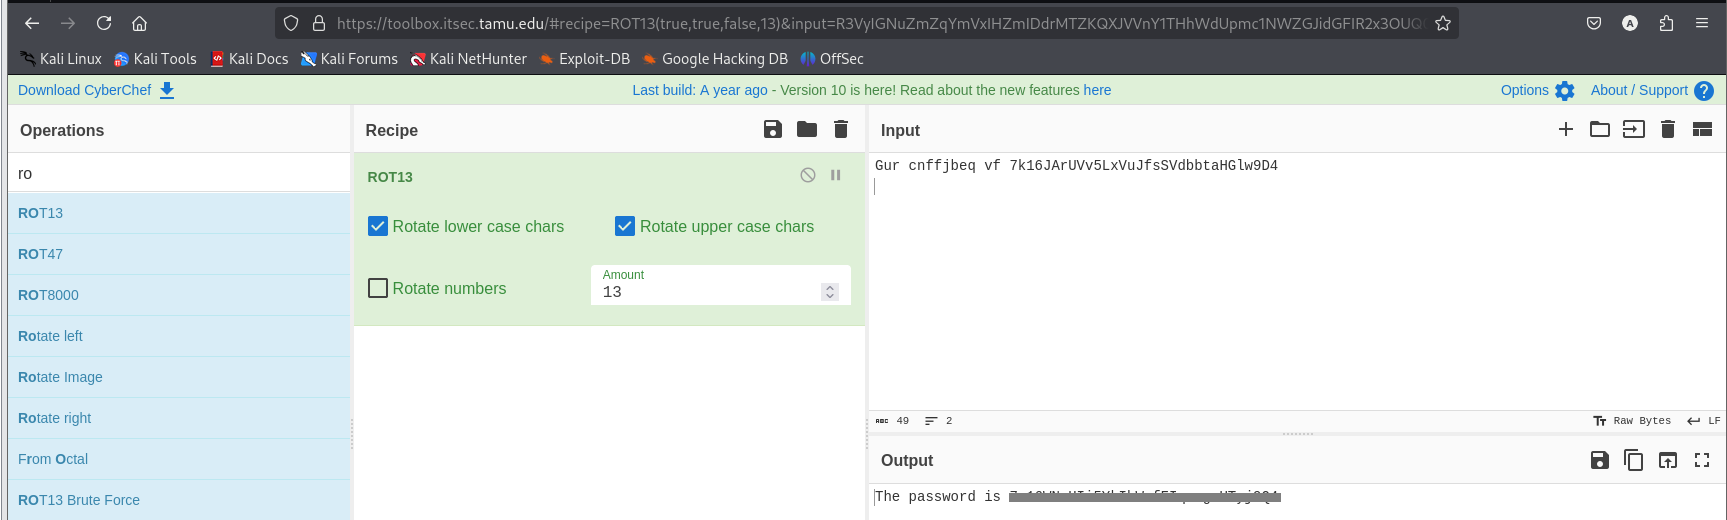 https://toolbox.itsec.tamu.edu/#recipe=ROT13(true,true,false,13)&input=R3VyIGNuZmZqYmVxIHZmIDdrMTZKQXJVVnY1THhWdUpmc1NWZGJidGFIR2x3OUQ
A
Kali Linux Kali Tools Kali Docs Kali Forums Kali NetHunter Exploit-DB Google Hacking DB OffSec
Download CyberChef Last build: A year ago - Version 10 is here! Read about the new features here Options About / Support
Operations
ro
ROT13
ROT47
ROT8000
Rotate left
Rotate Image
Rotate right
From Octal
ROT13 Brute Force
Recipe
ROT13
Rotate lower case chars Rotate upper case chars
Rotate numbers
Amount
13
Input
Gur cnffjbeq vf 7k16JArUVv5LxVuJfsSVdbbtaHGlw9D4
ABC 49 2 Raw Bytes LF
Output
The password is